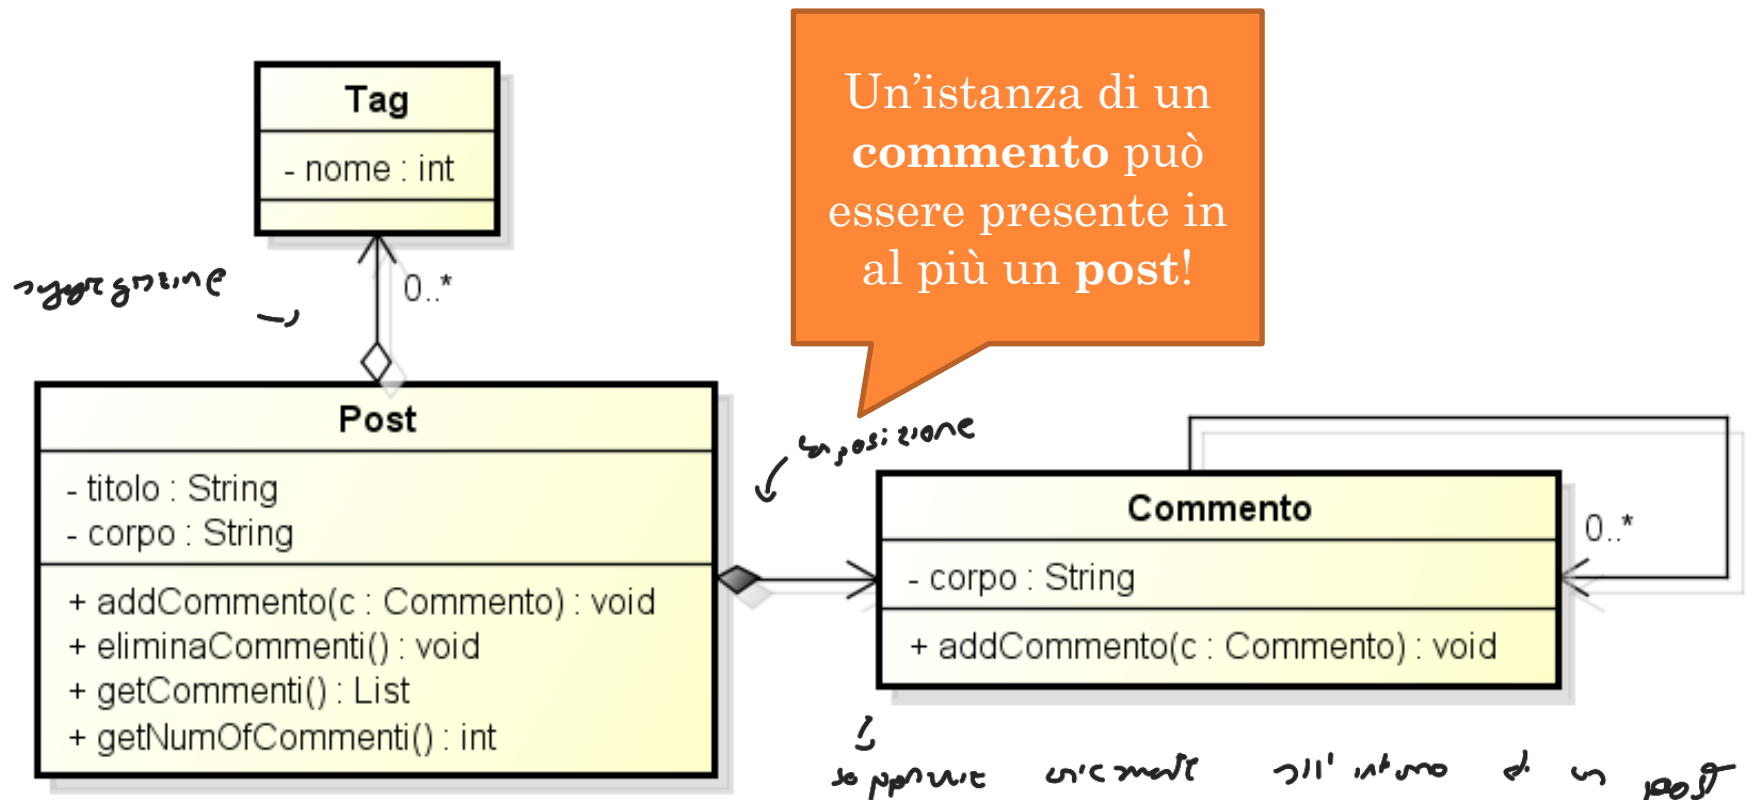 Tag
- nome : int
0..*
aggregazione
Un'istanza di un
commento può
essere presente in
al più un post!
Post
- titolo : String
- corpo : String
+ addCommento(c : Commento) : void
+ eliminaCommenti() : void
+ getCommenti() : List
+ getNumOfCommenti() : int
composizione
Commento
- corpo : String
+ addCommento(c : Commento) : void
0..*
unicamente all'interno di un post